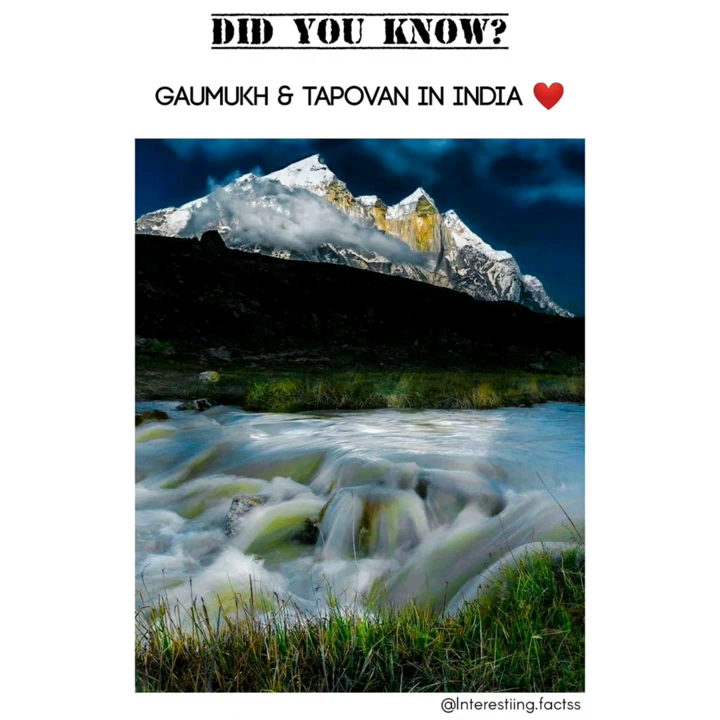 DID YOU KNOW?
GAUMUKH & TAPOVAN IN INDIA ❤️
@Interestiing.factss